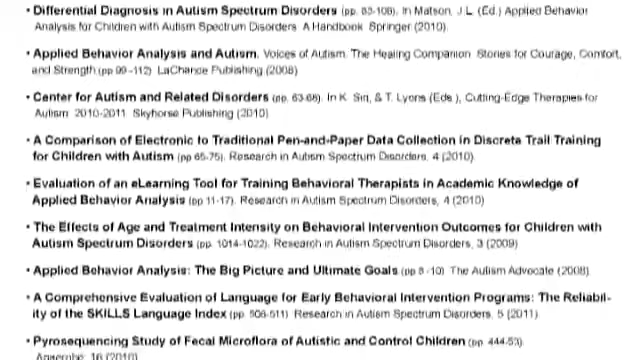 • Differential Diagnosis in Autism Spectrum Disorders (pp. 83-108). In Matson, J.L. (Ed.) Applied Behavior
Analysis for Children with Autism Spectrum Disorders A Handbook Springer (2010).
• Applied Behavior Analysis and Autism. Voices of Autism. The Healing Companion Stories for Courage, Comfort,
and Strength (pp 99-112) LaChance Publishing (2008)
• Center for Autism and Related Disorders (pp. 63-68). In K. Siri, & T. Lyons (Eds.), Cutting-Edge Therapies for
Autism 2010-2011 Skyhorse Publishing (2010)
• A Comparison of Electronic to Traditional Pen-and-Paper Data Collection in Discrete Trail Training
for Children with Autism (pp 65-75). Research in Autism Spectrum Disorders, 4 (2010)
• Evaluation of an eLearning Tool for Training Behavioral Therapists in Academic Knowledge of
Applied Behavior Analysis (pp 11-17). Research in Autism Spectrum Disorders, 4 (2010)
• The Effects of Age and Treatment Intensity on Behavioral Intervention Outcomes for Children with
Autism Spectrum Disorders (pp. 1014-1022). Research in Autism Spectrum Disorders, 3 (2009)
• Applied Behavior Analysis: The Big Picture and Ultimate Goals (pp 8-10) The Autism Advocate (2008)
• A Comprehensive Evaluation of Language for Early Behavioral Intervention Programs: The Reliabil-
ity of the SKILLS Language Index (pp. 506-511) Research in Autism Spectrum Disorders, 5 (2011)
• Pyrosequencing Study of Fecal Microflora of Autistic and Control Children (pp. 444-53).
Anaerobe, 16 (2010)